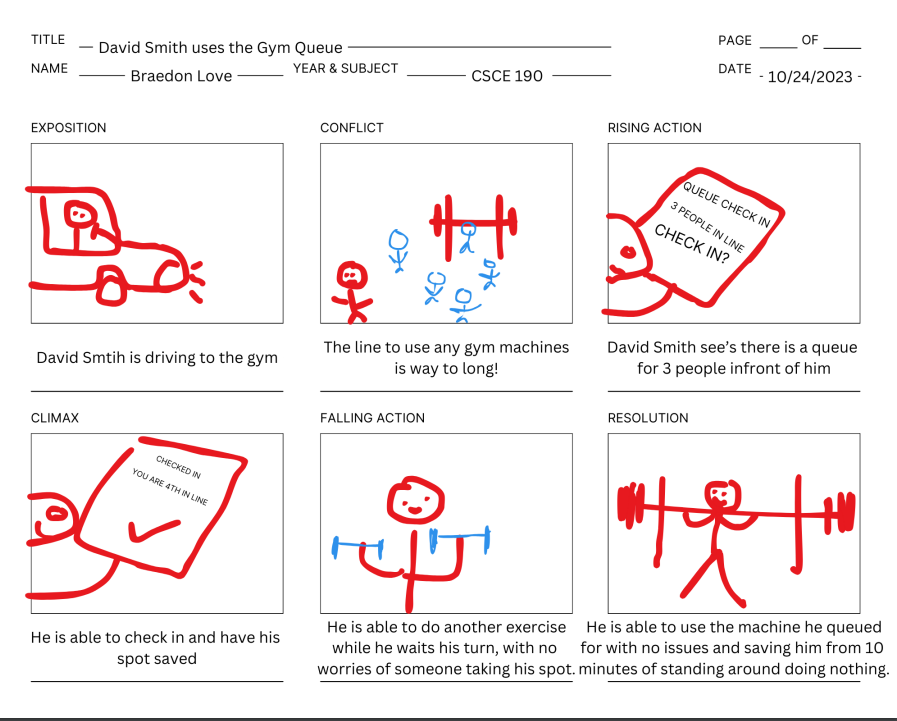 TITLE David Smith uses the Gym Queue PAGE OF
NAME Braedon Love YEAR & SUBJECT CSCE 190 DATE 10/24/2023
EXPOSITION
David Smtih is driving to the gym
CONFLICT
The line to use any gym machines
is way to long!
RISING ACTION
QUEUE CHECK IN
3 PEOPLE IN LINE
CHECK IN?
David Smith see's there is a queue
for 3 people infront of him
CLIMAX
CHECKED IN
YOU ARE 4TH IN LINE
He is able to check in and have his
spot saved
FALLING ACTION
He is able to do another exercise
while he waits his turn, with no
worries of someone taking his spot.
RESOLUTION
He is able to use the machine he queued
for with no issues and saving him from 10
minutes of standing around doing nothing.